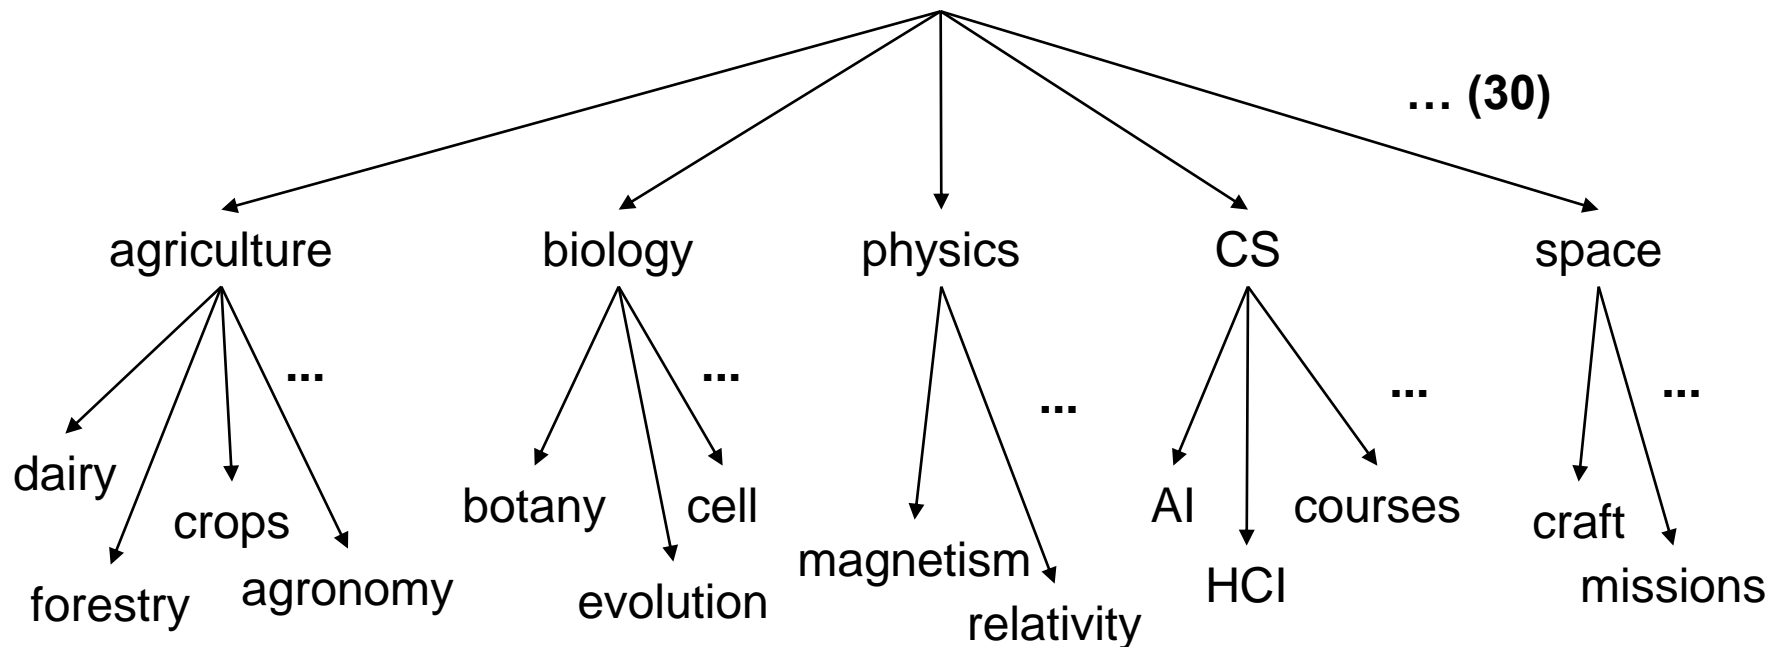 ... (30)
agriculture biology physics CS space
... ... ... ... ...
dairy botany cell AI courses craft
crops magnetism HCI missions
forestry agronomy evolution relativity